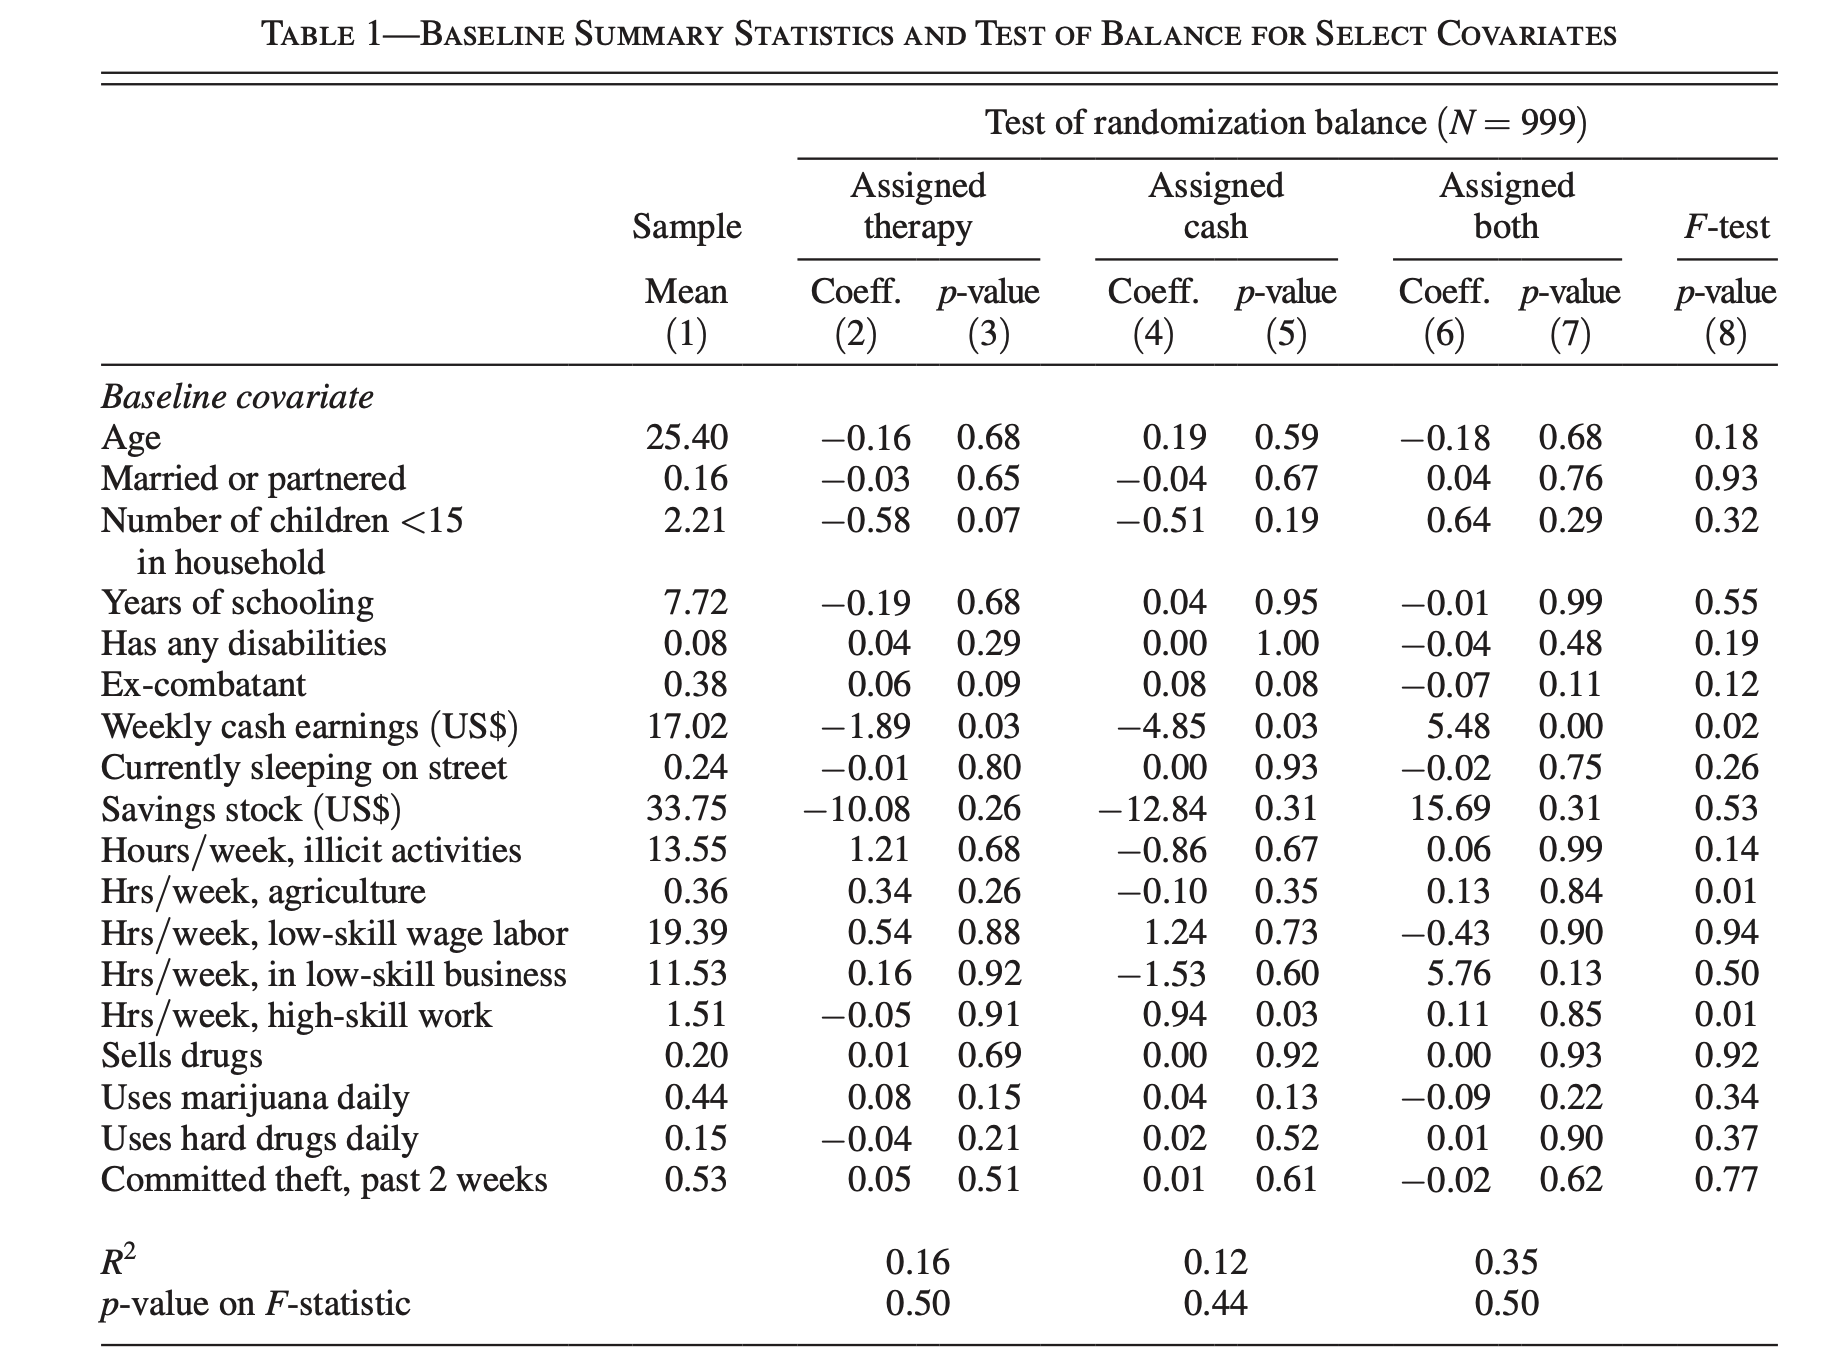 TABLE 1—BASELINE SUMMARY STATISTICS AND TEST OF BALANCE FOR SELECT COVARIATES
Test of randomization balance (N = 999)
Assigned Assigned Assigned
Sample therapy cash both F-test
Mean Coeff. p-value Coeff. p-value Coeff. p-value p-value
(1) (2) (3) (4) (5) (6) (7) (8)
Baseline covariate
Age 25.40 −0.16 0.68 0.19 0.59 −0.18 0.68 0.18
Married or partnered 0.16 −0.03 0.65 −0.04 0.67 0.04 0.76 0.93
Number of children <15 2.21 −0.58 0.07 −0.51 0.19 0.64 0.29 0.32
in household
Years of schooling 7.72 −0.19 0.68 0.04 0.95 −0.01 0.99 0.55
Has any disabilities 0.08 0.04 0.29 0.00 1.00 −0.04 0.48 0.19
Ex-combatant 0.38 0.06 0.09 0.08 0.08 −0.07 0.11 0.12
Weekly cash earnings (US$) 17.02 −1.89 0.03 −4.85 0.03 5.48 0.00 0.02
Currently sleeping on street 0.24 −0.01 0.80 0.00 0.93 −0.02 0.75 0.26
Savings stock (US$) 33.75 −10.08 0.26 −12.84 0.31 15.69 0.31 0.53
Hours/week, illicit activities 13.55 1.21 0.68 −0.86 0.67 0.06 0.99 0.14
Hrs/week, agriculture 0.36 0.34 0.26 −0.10 0.35 0.13 0.84 0.01
Hrs/week, low-skill wage labor 19.39 0.54 0.88 1.24 0.73 −0.43 0.90 0.94
Hrs/week, in low-skill business 11.53 0.16 0.92 −1.53 0.60 5.76 0.13 0.50
Hrs/week, high-skill work 1.51 −0.05 0.91 0.94 0.03 0.11 0.85 0.01
Sells drugs 0.20 0.01 0.69 0.00 0.92 0.00 0.93 0.92
Uses marijuana daily 0.44 0.08 0.15 0.04 0.13 −0.09 0.22 0.34
Uses hard drugs daily 0.15 −0.04 0.21 0.02 0.52 0.01 0.90 0.37
Committed theft, past 2 weeks 0.53 0.05 0.51 0.01 0.61 −0.02 0.62 0.77
R² 0.16 0.12 0.35
p-value on F-statistic 0.50 0.44 0.50